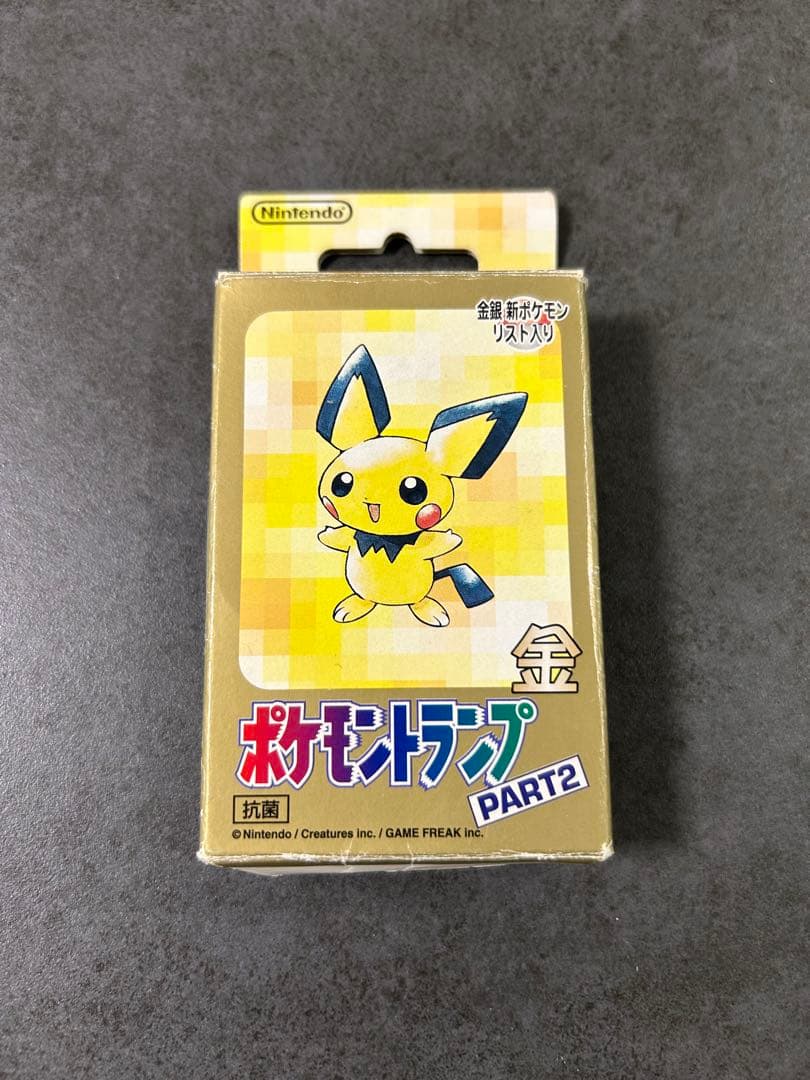 Nintendo
金銀 新ポケモン
リスト入り
金
ポケモントランプ
PART2
抗菌
©Nintendo / Creatures inc. / GAME FREAK inc.